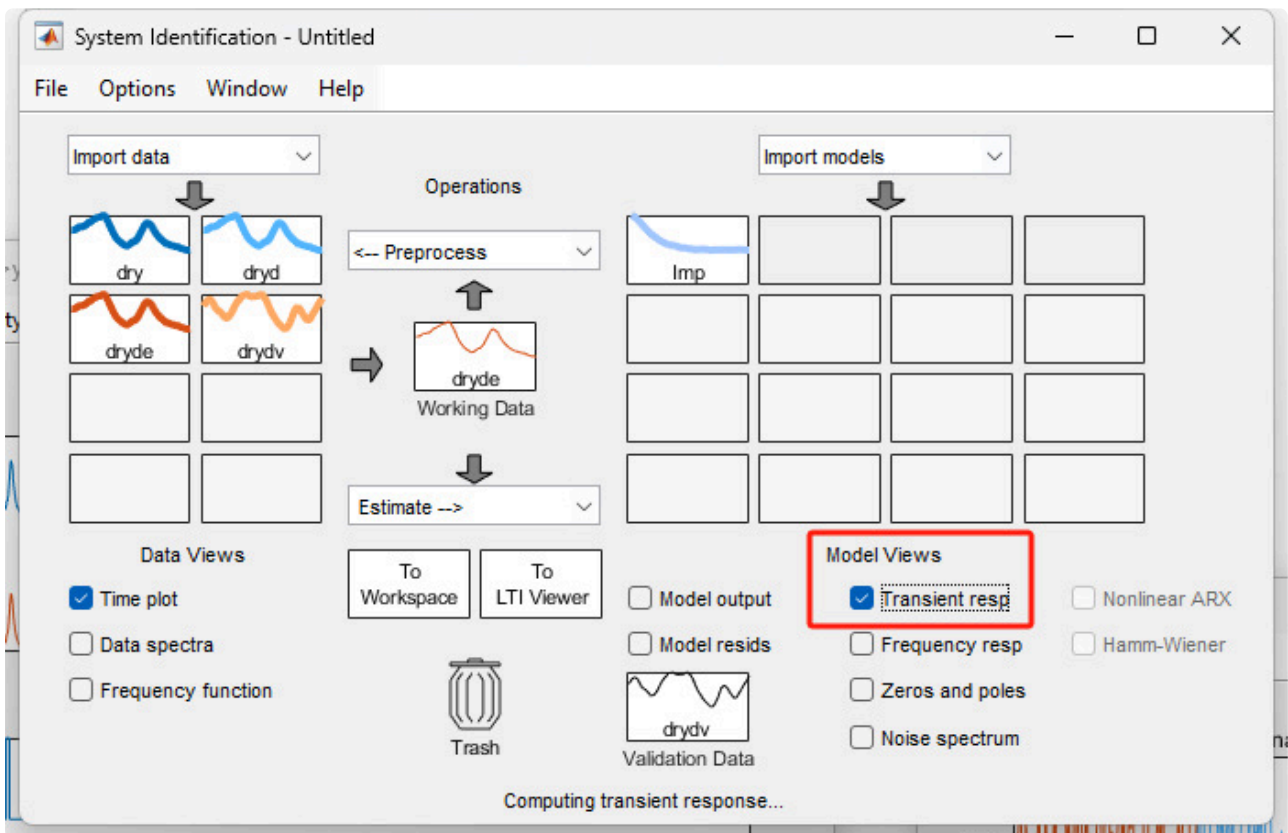 System Identification - Untitled
File Options Window Help
Import data
Import models
Operations
dry
dryd
<-- Preprocess
Imp
dryde
drydv
dryde
Working Data
Estimate -->
Data Views
Model Views
To
Workspace
To
LTI Viewer
Time plot
Model output
Transient resp
Nonlinear ARX
Data spectra
Model resids
Frequency resp
Hamm-Wiener
Frequency function
Zeros and poles
drydv
Noise spectrum
Trash
Validation Data
Computing transient response...